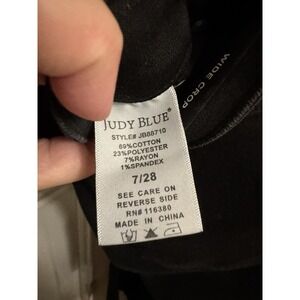 JUDY BLUE®
STYLE# JB88710
69%COTTON
23%POLYESTER
7%RAYON
1%SPANDEX
7/28
SEE CARE ON
REVERSE SIDE
RN# 116380
MADE IN CHINA
WIDE CROP